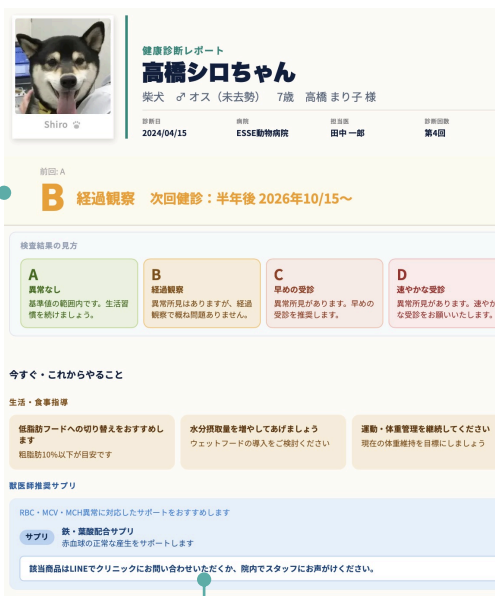 健康診断レポート
高橋シロちゃん
柴犬 ♂ オス（未去勢） 7歳 高橋 まり子 様
Shiro
診断日 病院 担当医 診断回数
2024/04/15 ESSE動物病院 田中 一郎 第4回
前回: A
B 経過観察 次回健診：半年後 2026年10/15〜
検査結果の見方
A
異常なし
基準値の範囲内です。生活習
慣を続けましょう。
B
経過観察
異常所見はありますが、経過
観察で概ね問題ありません。
C
早めの受診
異常所見があります。早めの
受診を推奨します。
D
速やかな受診
異常所見があります。速やか
な受診をお願いいたします。
今すぐ・これからやること
生活・食事指導
低脂肪フードへの切り替えをおすすめし
ます
粗脂肪10%以下が目安です
水分摂取量を増やしてあげましょう
ウェットフードの導入をご検討ください
運動・体重管理を継続してください
現在の体重維持を目標にしましょう
獣医師推奨サプリ
RBC・MCV・MCH異常に対応したサポートをおすすめします
サプリ
鉄・葉酸配合サプリ
赤血球の正常な産生をサポートします
該当商品はLINEでクリニックにお問い合わせいただくか、院内でスタッフにお声がけください。